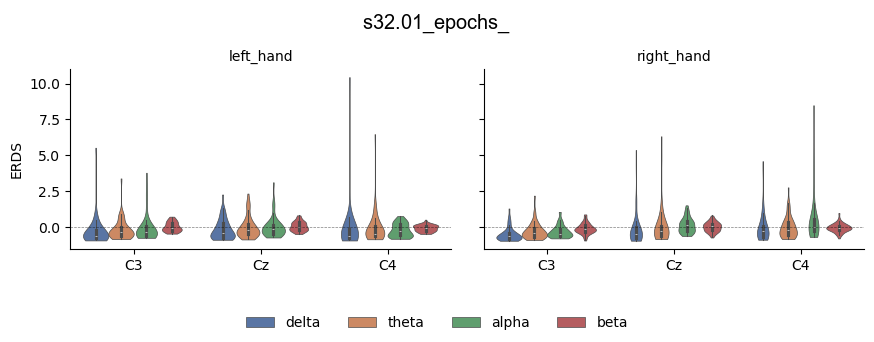 s32.01_epochs_
left_hand
right_hand
ERDS
10.0
7.5
5.0
2.5
0.0
C3
Cz
C4
C3
Cz
C4
delta
theta
alpha
beta